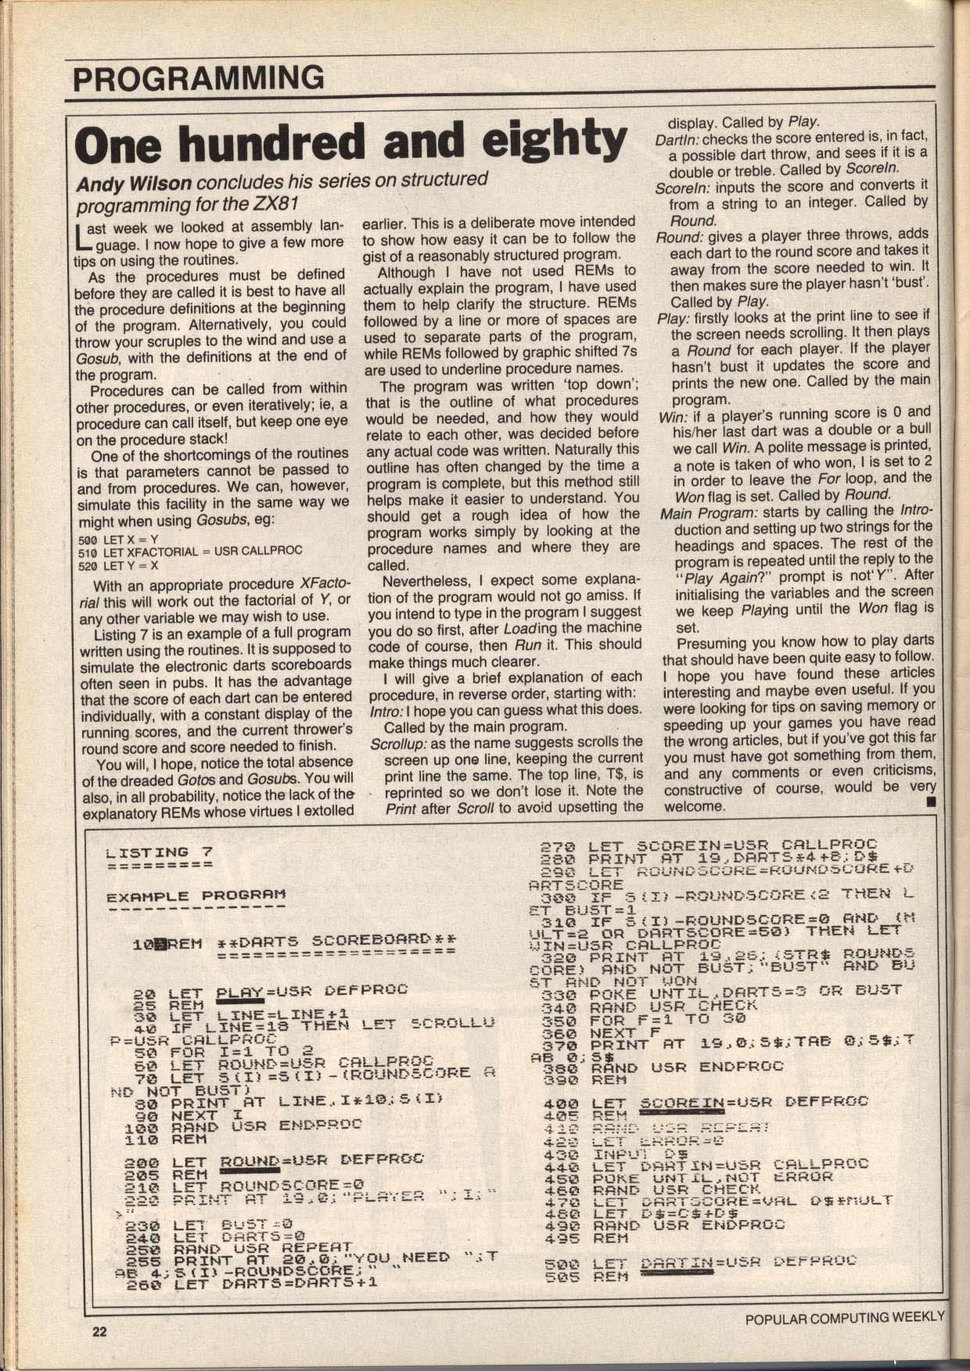 PROGRAMMING
One hundred and eighty
Andy Wilson concludes his series on structured
programming for the ZX81
Last week we looked at assembly lan-
guage. I now hope to give a few more
tips on using the routines.
As the procedures must be defined
before they are called it is best to have all
the procedure definitions at the beginning
of the program. Alternatively, you could
throw your scruples to the wind and use a
Gosub, with the definitions at the end of
the program.
Procedures can be called from within
other procedures, or even iteratively; ie, a
procedure can call itself, but keep one eye
on the procedure stack!
One of the shortcomings of the routines
is that parameters cannot be passed to
and from procedures. We can, however,
simulate this facility in the same way we
might when using Gosubs, eg:
500 LET X = Y
510 LET XFACTORIAL = USR CALLPROC
520 LET Y = X
With an appropriate procedure XFacto-
rial this will work out the factorial of Y, or
any other variable we may wish to use.
Listing 7 is an example of a full program
written using the routines. It is supposed to
simulate the electronic darts scoreboards
often seen in pubs. It has the advantage
that the score of each dart can be entered
individually, with a constant display of the
running scores, and the current thrower's
round score and score needed to finish.
You will, I hope, notice the total absence
of the dreaded Gotos and Gosubs. You will
also, in all probability, notice the lack of the
explanatory REMs whose virtues I extolled
earlier. This is a deliberate move intended
to show how easy it can be to follow the
gist of a reasonably structured program.
Although I have not used REMs to
actually explain the program, I have used
them to help clarify the structure. REMs
followed by a line or more of spaces are
used to separate parts of the program,
while REMs followed by graphic shifted 7s
are used to underline procedure names.
The program was written 'top down';
that is the outline of what procedures
would be needed, and how they would
relate to each other, was decided before
any actual code was written. Naturally this
outline has often changed by the time a
program is complete, but this method still
helps make it easier to understand. You
should get a rough idea of how the
program works simply by looking at the
procedure names and where they are
called.
Nevertheless, I expect some explana-
tion of the program would not go amiss. If
you intend to type in the program I suggest
you do so first, after Loading the machine
code of course, then Run it. This should
make things much clearer.
I will give a brief explanation of each
procedure, in reverse order, starting with:
Intro: I hope you can guess what this does.
Called by the main program.
Scrollup: as the name suggests scrolls the
screen up one line, keeping the current
print line the same. The top line, T$, is
reprinted so we don't lose it. Note the
Print after Scroll to avoid upsetting the
display. Called by Play.
DartIn: checks the score entered is, in fact,
a possible dart throw, and sees if it is a
double or treble. Called by ScoreIn.
ScoreIn: inputs the score and converts it
from a string to an integer. Called by
Round.
Round: gives a player three throws, adds
each dart to the round score and takes it
away from the score needed to win. It
then makes sure the player hasn't 'bust'.
Called by Play.
Play: firstly looks at the print line to see if
the screen needs scrolling. It then plays
a Round for each player. If the player
hasn't bust it updates the score and
prints the new one. Called by the main
program.
Win: if a player's running score is 0 and
his/her last dart was a double or a bull
we call Win. A polite message is printed,
a note is taken of who won, I is set to 2
in order to leave the For loop, and the
Won flag is set. Called by Round.
Main Program: starts by calling the Intro-
duction and setting up two strings for the
headings and spaces. The rest of the
program is repeated until the reply to the
"Play Again?" prompt is not'Y". After
initialising the variables and the screen
we keep Playing until the Won flag is
set.
Presuming you know how to play darts
that should have been quite easy to follow.
I hope you have found these articles
interesting and maybe even useful. If you
were looking for tips on saving memory or
speeding up your games you have read
the wrong articles, but if you've got this far
you must have got something from them,
and any comments or even criticisms,
constructive of course, would be very
welcome.
LISTING 7
=========
EXAMPLE PROGRAM
---------------
10 REM **DARTS SCOREBOARD**
====================
20 LET PLAY=USR DEFPROC
25 REM
30 LET LINE=LINE+1
40 IF LINE=18 THEN LET SCROLLU
P=USR CALLPROC
50 FOR I=1 TO 2
60 LET ROUND=USR CALLPROC
70 LET S(I)=S(I)-(ROUNDSCORE A
ND NOT BUST)
80 PRINT AT LINE,I*10;S(I)
90 NEXT I
100 RAND USR ENDPROC
110 REM
200 LET ROUND=USR DEFPROC
205 REM
210 LET ROUNDSCORE=0
220 PRINT AT 19,0;"PLAYER ";I;"
>"
230 LET BUST=0
240 LET DARTS=0
250 RAND USR REPEAT
255 PRINT AT 20,0;"YOU NEED ";T
AB 4;S(I)-ROUNDSCORE;" "
260 LET DARTS=DARTS+1
270 LET SCOREIN=USR CALLPROC
280 PRINT AT 19,DARTS*4+8;D$
290 LET ROUNDSCORE=ROUNDSCORE+D
ARTSCORE
300 IF S(I)-ROUNDSCORE<2 THEN L
ET BUST=1
310 IF S(I)-ROUNDSCORE=0 AND (M
ULT=2 OR DARTSCORE=50) THEN LET
WIN=USR CALLPROC
320 PRINT AT 19,26;(STR$ ROUNDS
CORE) AND NOT BUST;"BUST" AND BU
ST AND NOT WON
330 POKE UNTIL,DARTS=3 OR BUST
340 RAND USR CHECK
350 FOR F=1 TO 30
360 NEXT F
370 PRINT AT 19,0;S$;TAB 0;S$;T
AB 0;S$
380 RAND USR ENDPROC
390 REM
400 LET SCOREIN=USR DEFPROC
405 REM
410 RAND USR REPEAT
420 LET ERROR=0
430 INPUT D$
440 LET DARTIN=USR CALLPROC
450 POKE UNTIL,NOT ERROR
460 RAND USR CHECK
470 LET DARTSCORE=VAL D$*MULT
480 LET D$=C$+D$
490 RAND USR ENDPROC
495 REM
500 LET DARTIN=USR DEFPROC
505 REM
22
POPULAR COMPUTING WEEKLY